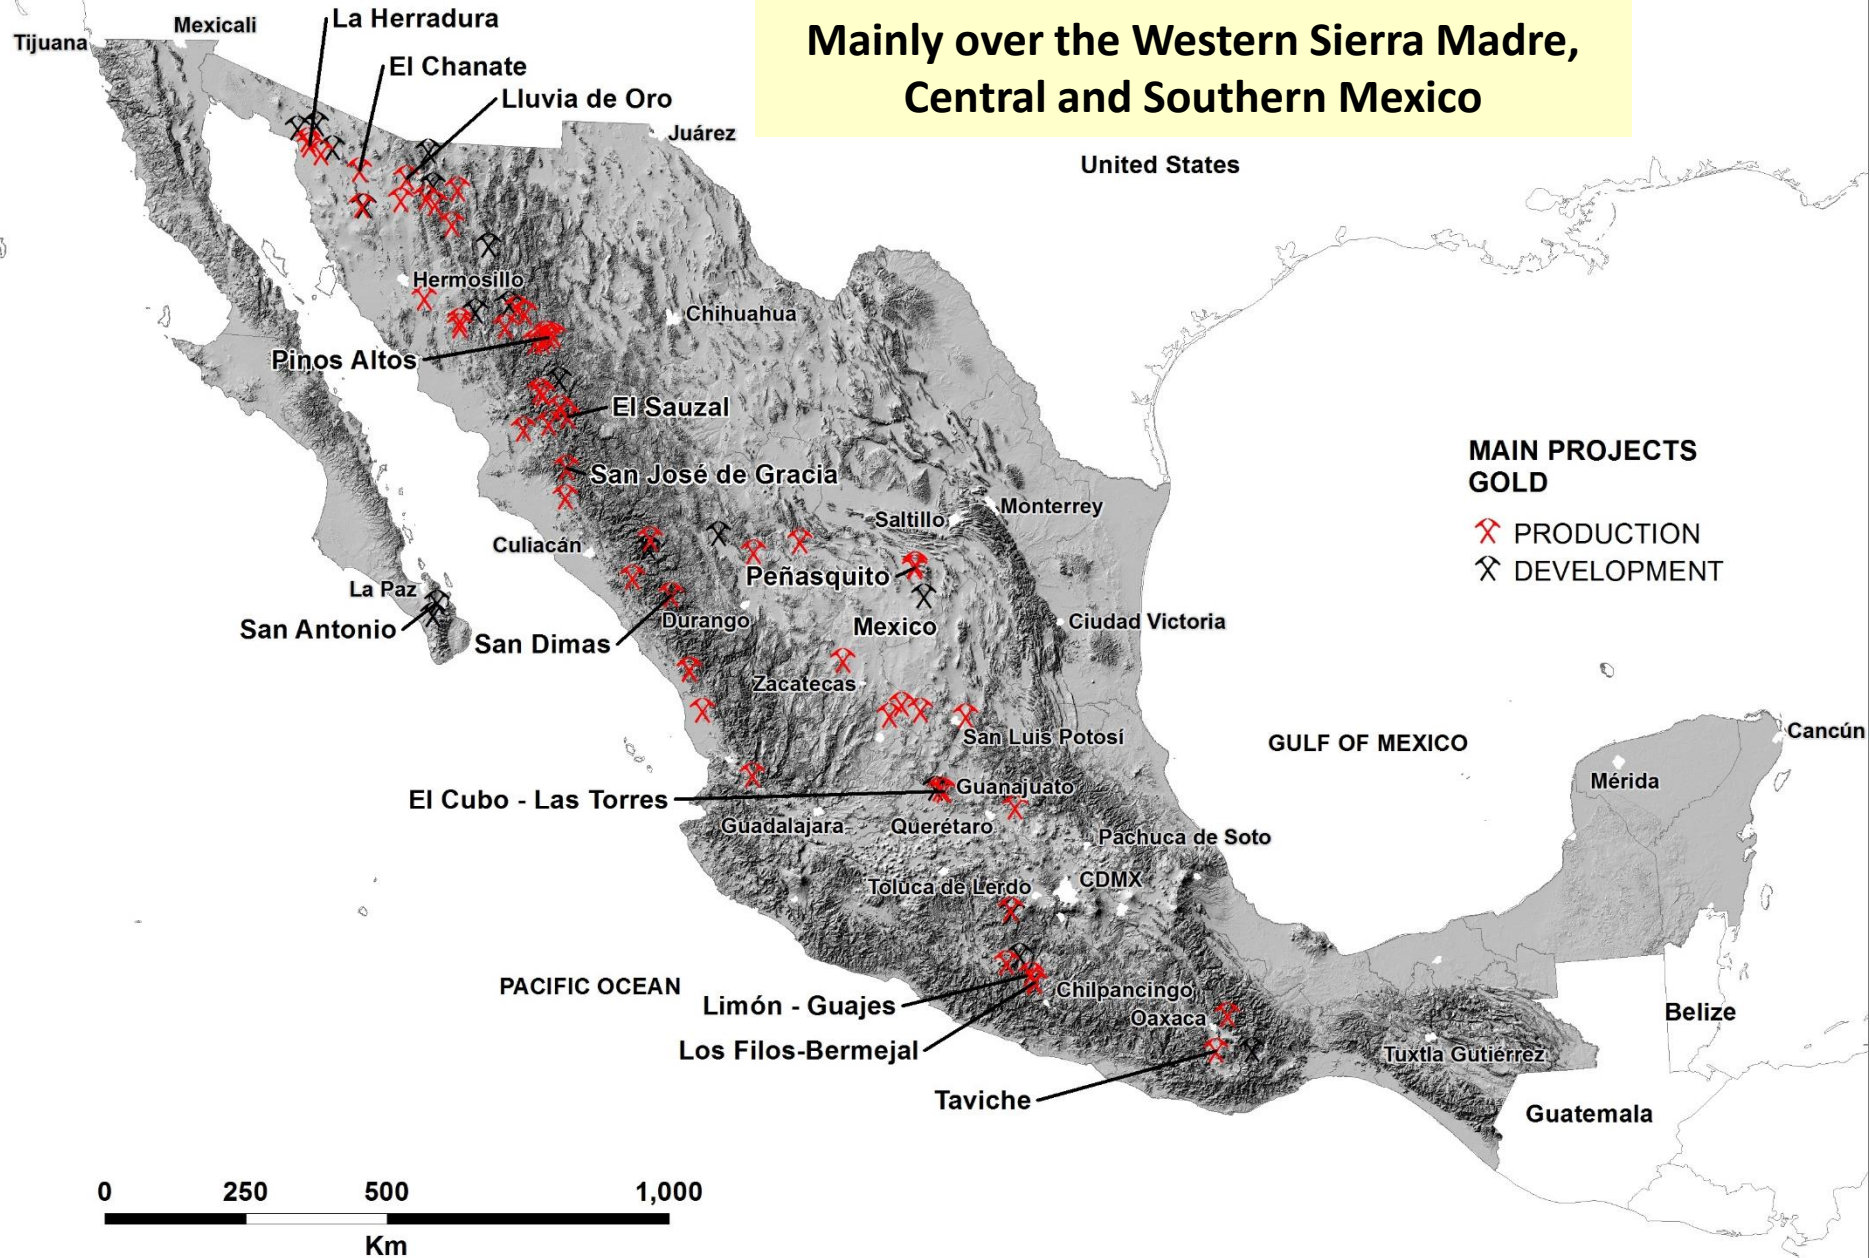 Mainly over the Western Sierra Madre,
Central and Southern Mexico
La Herradura
Mexicali
Tijuana
El Chanate
Lluvia de Oro
Juárez
United States
Hermosillo
Chihuahua
Pinos Altos
El Sauzal
San José de Gracia
Monterrey
Saltillo
Culiacán
Peñasquito
La Paz
San Antonio
San Dimas
Durango
Mexico
Ciudad Victoria
Zacatecas
San Luis Potosí
MAIN PROJECTS
GOLD
PRODUCTION
DEVELOPMENT
GULF OF MEXICO
Cancún
Mérida
El Cubo - Las Torres
Guanajuato
Guadalajara
Querétaro
Pachuca de Soto
Toluca de Lerdo
CDMX
PACIFIC OCEAN
Limón - Guajes
Chilpancingo
Oaxaca
Los Filos-Bermejal
Taviche
Tuxtla Gutiérrez
Belize
Guatemala
0 250 500 1,000
Km